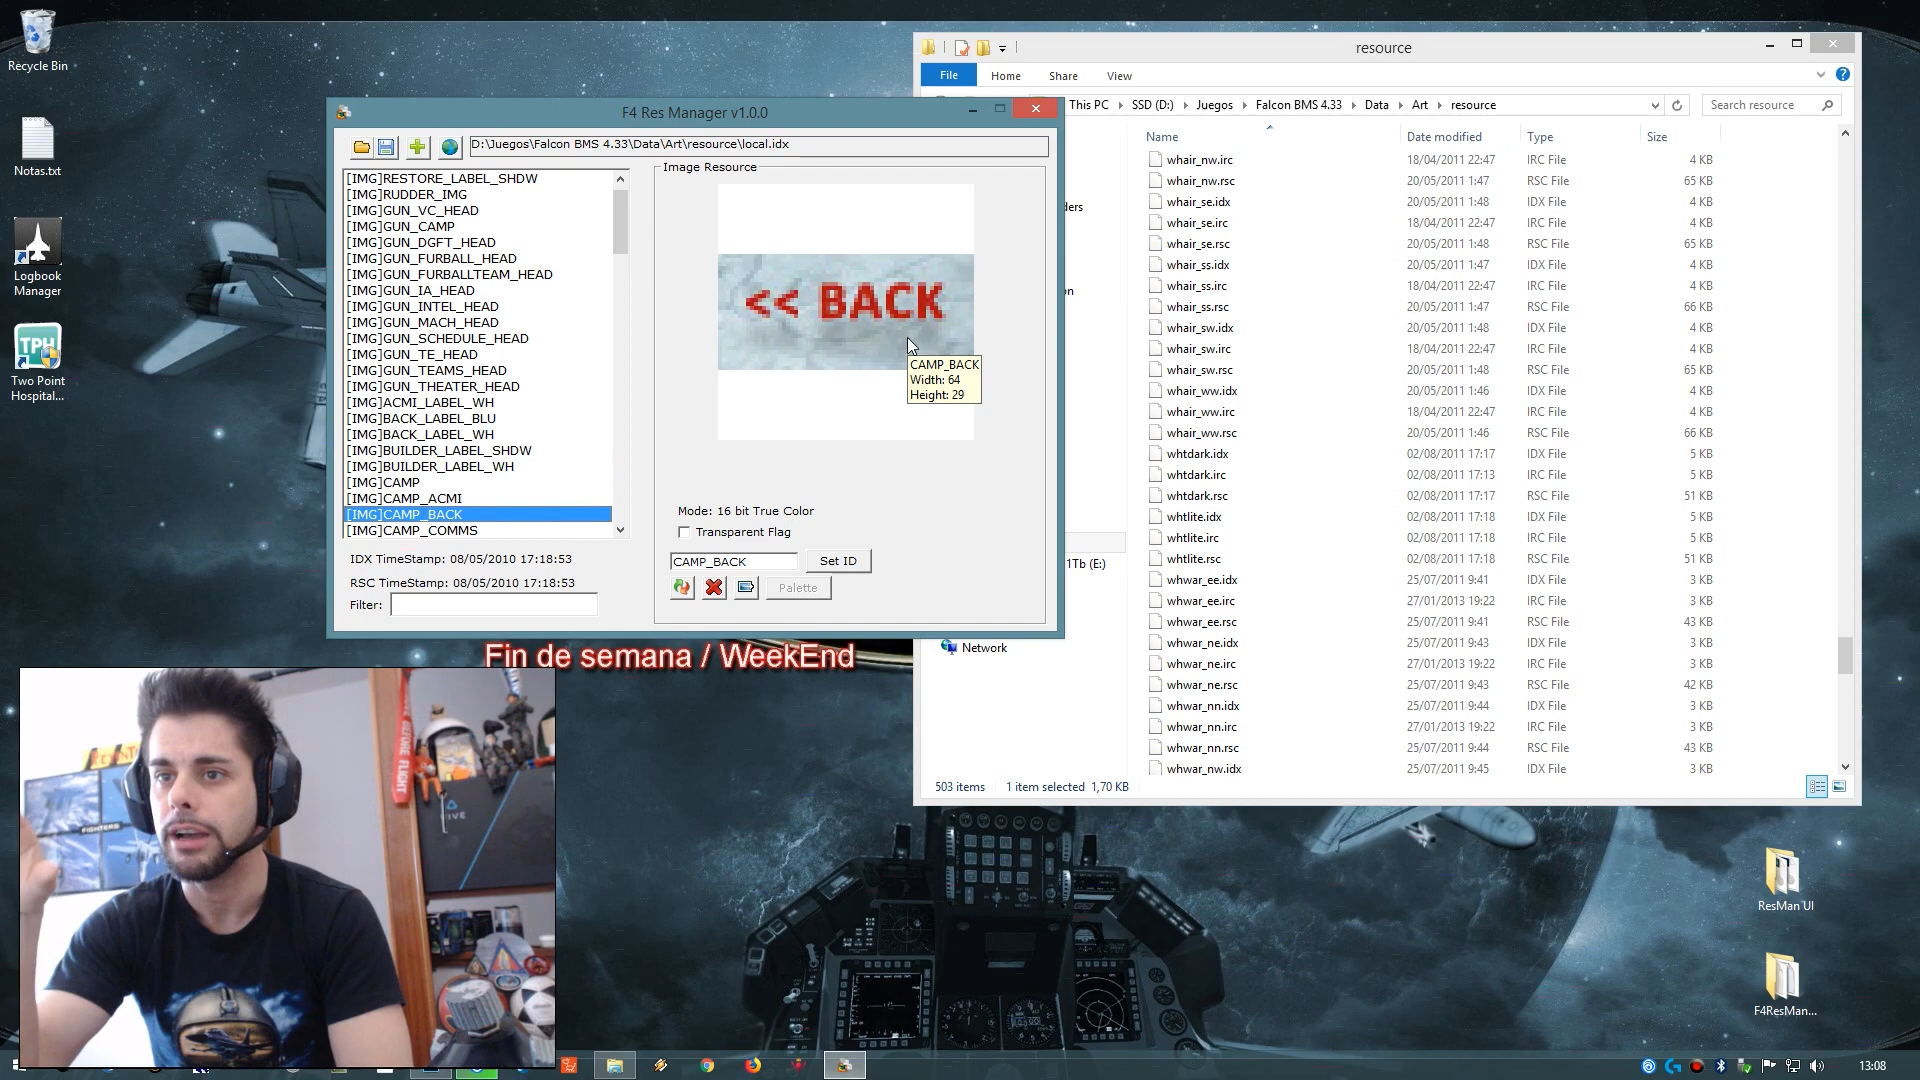 Recycle Bin
Notas.txt
Logbook
Manager
Two Point
Hospital...
F4 Res Manager v1.0.0
D:\Juegos\Falcon BMS 4.33\Data\Art\resource\local.idx
[IMG]RESTORE_LABEL_SHDW
[IMG]RUDDER_IMG
[IMG]GUN_VC_HEAD
[IMG]GUN_CAMP
[IMG]GUN_DGFT_HEAD
[IMG]GUN_FURBALL_HEAD
[IMG]GUN_FURBALLTEAM_HEAD
[IMG]GUN_IA_HEAD
[IMG]GUN_INTEL_HEAD
[IMG]GUN_MACH_HEAD
[IMG]GUN_SCHEDULE_HEAD
[IMG]GUN_TE_HEAD
[IMG]GUN_TEAMS_HEAD
[IMG]GUN_THEATER_HEAD
[IMG]ACMI_LABEL_WH
[IMG]BACK_LABEL_BLU
[IMG]BACK_LABEL_WH
[IMG]BUILDER_LABEL_SHDW
[IMG]BUILDER_LABEL_WH
[IMG]CAMP
[IMG]CAMP_ACMI
[IMG]CAMP_BACK
[IMG]CAMP_COMMS
IDX TimeStamp: 08/05/2010 17:18:53
RSC TimeStamp: 08/05/2010 17:18:53
Filter:
Image Resource
<< BACK
CAMP_BACK
Width: 64
Height: 29
Mode: 16 bit True Color
Transparent Flag
CAMP_BACK
Set ID
Palette
Fin de semana / WeekEnd
resource
File Home Share View
This PC SSD (D:) Juegos Falcon BMS 4.33 Data Art resource
Search resource
ders
on
1Tb (E:)
Network
Name Date modified Type Size
whair_nw.irc 18/04/2011 22:47 IRC File 4 KB
whair_nw.rsc 20/05/2011 1:47 RSC File 65 KB
whair_se.idx 20/05/2011 1:48 IDX File 4 KB
whair_se.irc 18/04/2011 22:47 IRC File 4 KB
whair_se.rsc 20/05/2011 1:48 RSC File 65 KB
whair_ss.idx 20/05/2011 1:48 IDX File 4 KB
whair_ss.irc 18/04/2011 22:47 IRC File 4 KB
whair_ss.rsc 20/05/2011 1:47 RSC File 66 KB
whair_sw.idx 20/05/2011 1:48 IDX File 4 KB
whair_sw.irc 18/04/2011 22:47 IRC File 4 KB
whair_sw.rsc 20/05/2011 1:48 RSC File 65 KB
whair_ww.idx 20/05/2011 1:46 IDX File 4 KB
whair_ww.irc 18/04/2011 22:47 IRC File 4 KB
whair_ww.rsc 20/05/2011 1:46 RSC File 66 KB
whtdark.idx 02/08/2011 17:17 IDX File 5 KB
whtdark.irc 02/08/2011 17:13 IRC File 5 KB
whtdark.rsc 02/08/2011 17:17 RSC File 51 KB
whtlite.idx 02/08/2011 17:18 IDX File 5 KB
whtlite.irc 02/08/2011 17:18 IRC File 5 KB
whtlite.rsc 02/08/2011 17:18 RSC File 51 KB
whwar_ee.idx 25/07/2011 9:41 IDX File 3 KB
whwar_ee.irc 27/01/2013 19:22 IRC File 3 KB
whwar_ee.rsc 25/07/2011 9:41 RSC File 43 KB
whwar_ne.idx 25/07/2011 9:43 IDX File 3 KB
whwar_ne.irc 27/01/2013 19:22 IRC File 3 KB
whwar_ne.rsc 25/07/2011 9:43 RSC File 42 KB
whwar_nn.idx 25/07/2011 9:44 IDX File 3 KB
whwar_nn.irc 27/01/2013 19:22 IRC File 3 KB
whwar_nn.rsc 25/07/2011 9:44 RSC File 43 KB
whwar_nw.idx 25/07/2011 9:45 IDX File 3 KB
503 items 1 item selected 1,70 KB
FIGHTERS
BEFORE FLIGHT
VIVE
ResMan UI
F4ResMan...
13:08